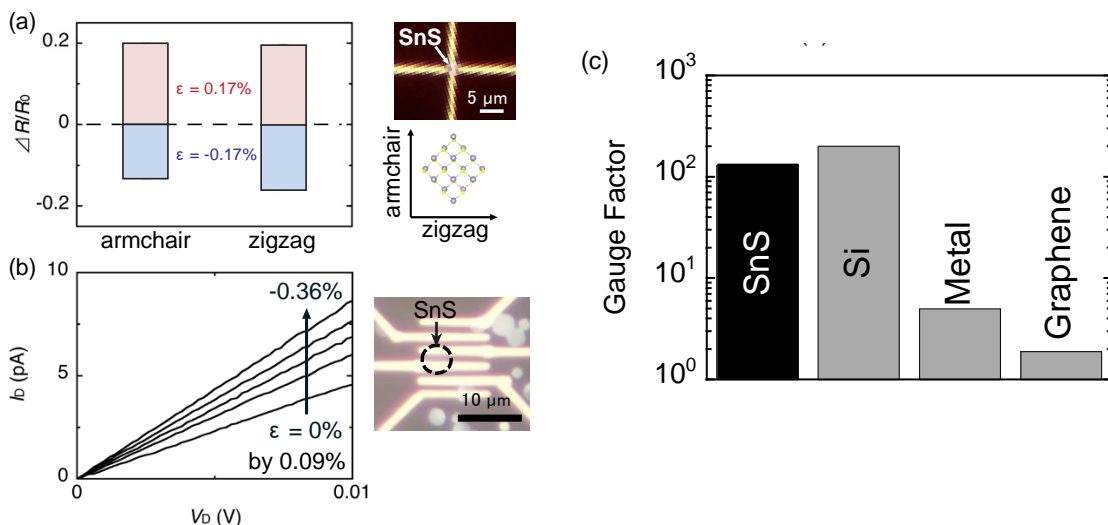 (a)
0.2
0
-0.2
△R/R0
ε = 0.17%
ε = -0.17%
armchair
zigzag
SnS
5 μm
armchair
zigzag
(b)
10
5
0
ID (pA)
-0.36%
ε = 0%
by 0.09%
0
0.01
VD (V)
SnS
10 μm
(c)
10³
10²
10¹
10⁰
Gauge Factor
SnS
Si
Metal
Graphene